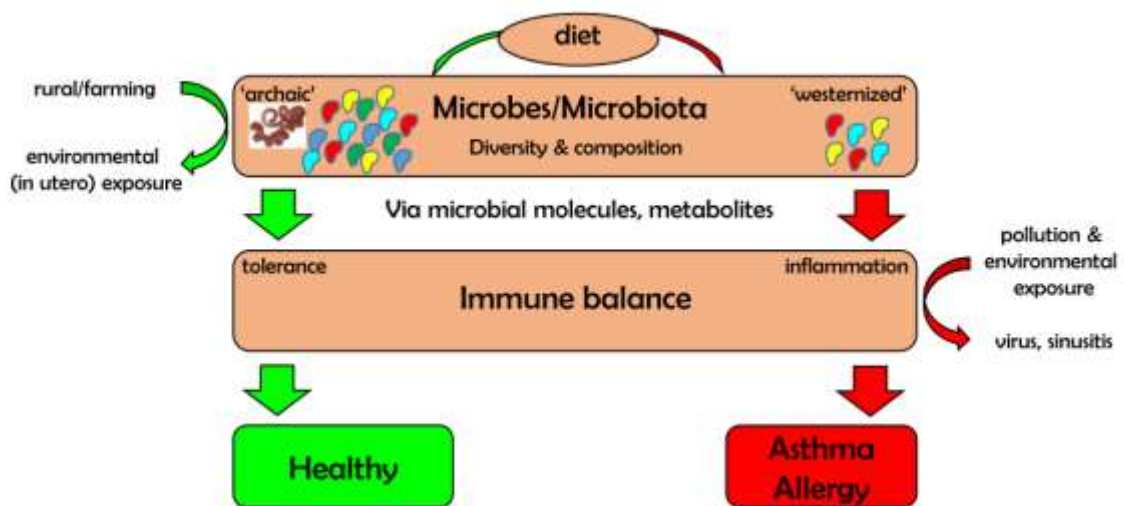 diet
rural/farming
environmental
(in utero) exposure
'archaic'
Microbes/Microbiota
Diversity & composition
'westernized'
Via microbial molecules, metabolites
tolerance
Immune balance
inflammation
pollution &
environmental
exposure
virus, sinusitis
Healthy
Asthma
Allergy